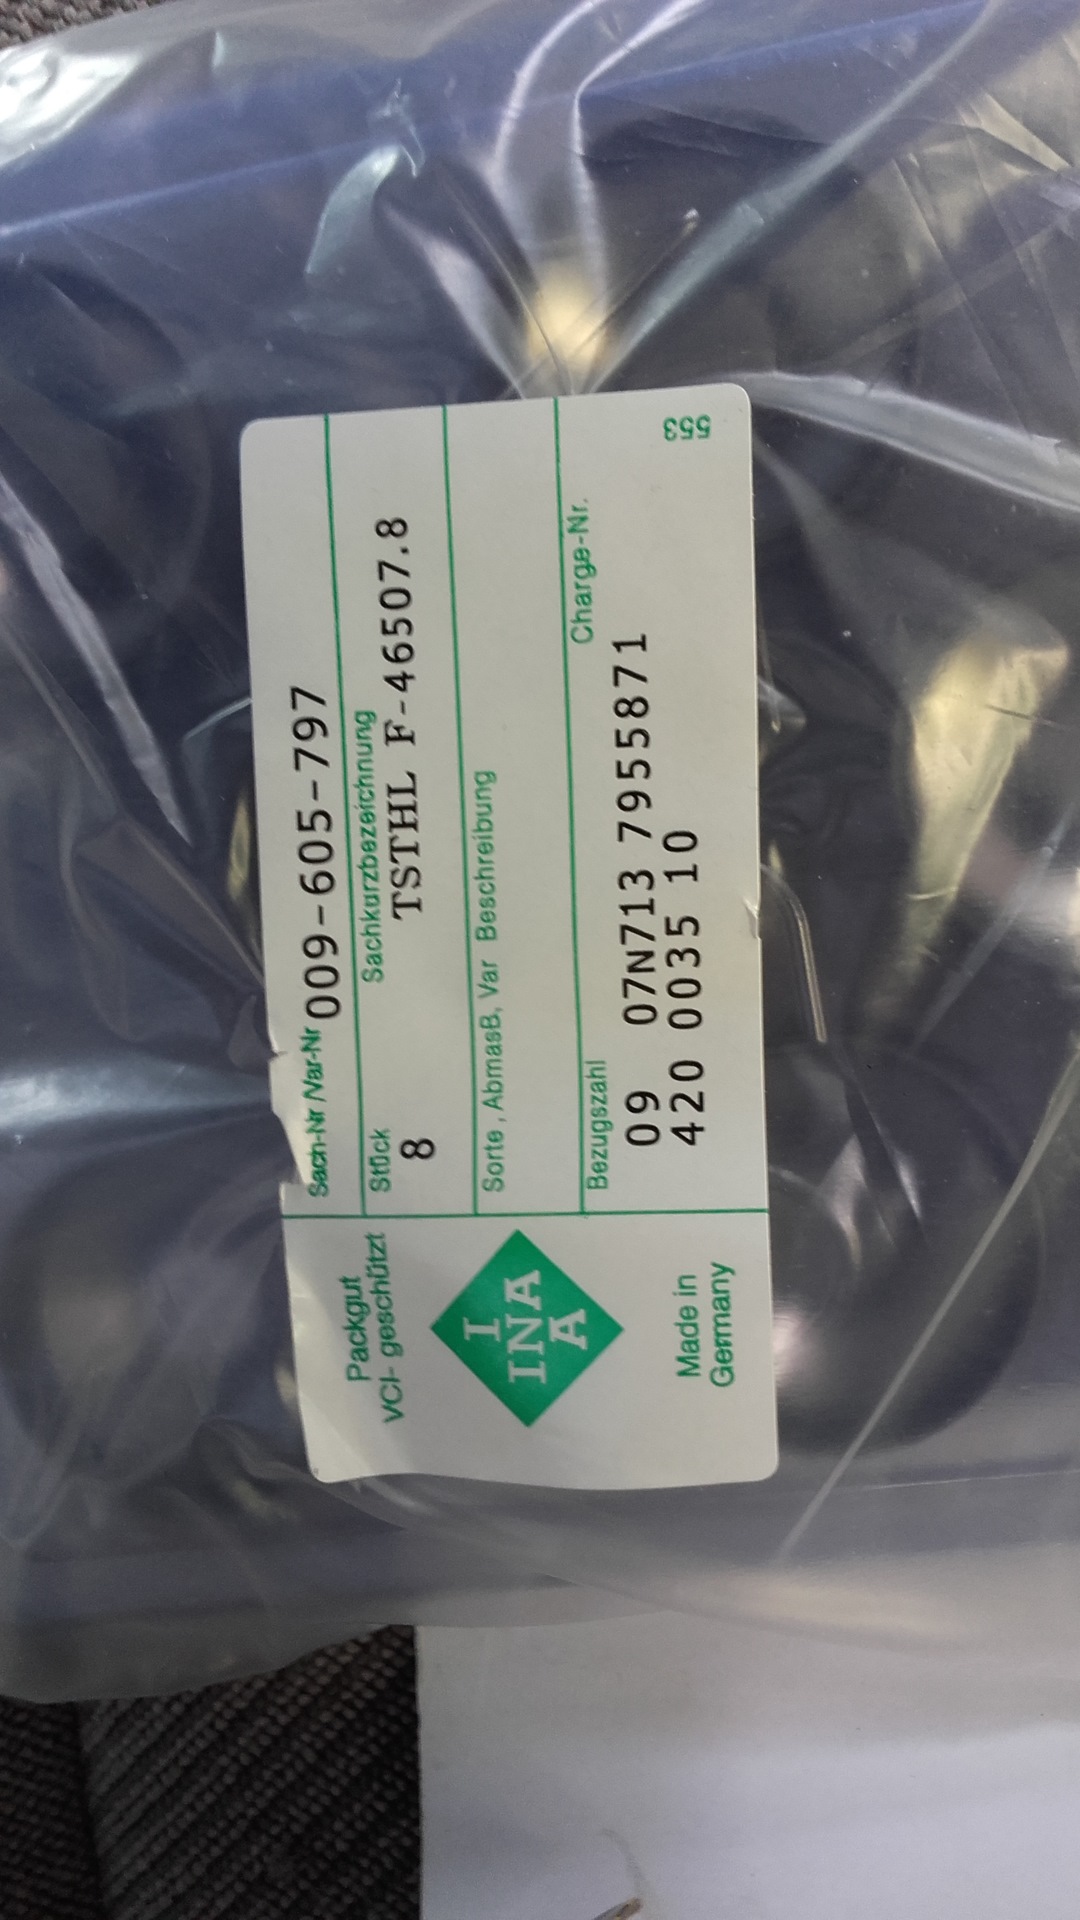 Sach-Nr /Var-Nr 009-605-797
Stück Sachkurzbezeichnung
8 TSTHL F-46507.8
Sorte, AbmasB, Var Beschreibung
Bezugszahl Charge-Nr.
09 07N713 7955871
420 0035 10
553
Packgut
VCI- geschützt
I
INA
A
Made in
Germany